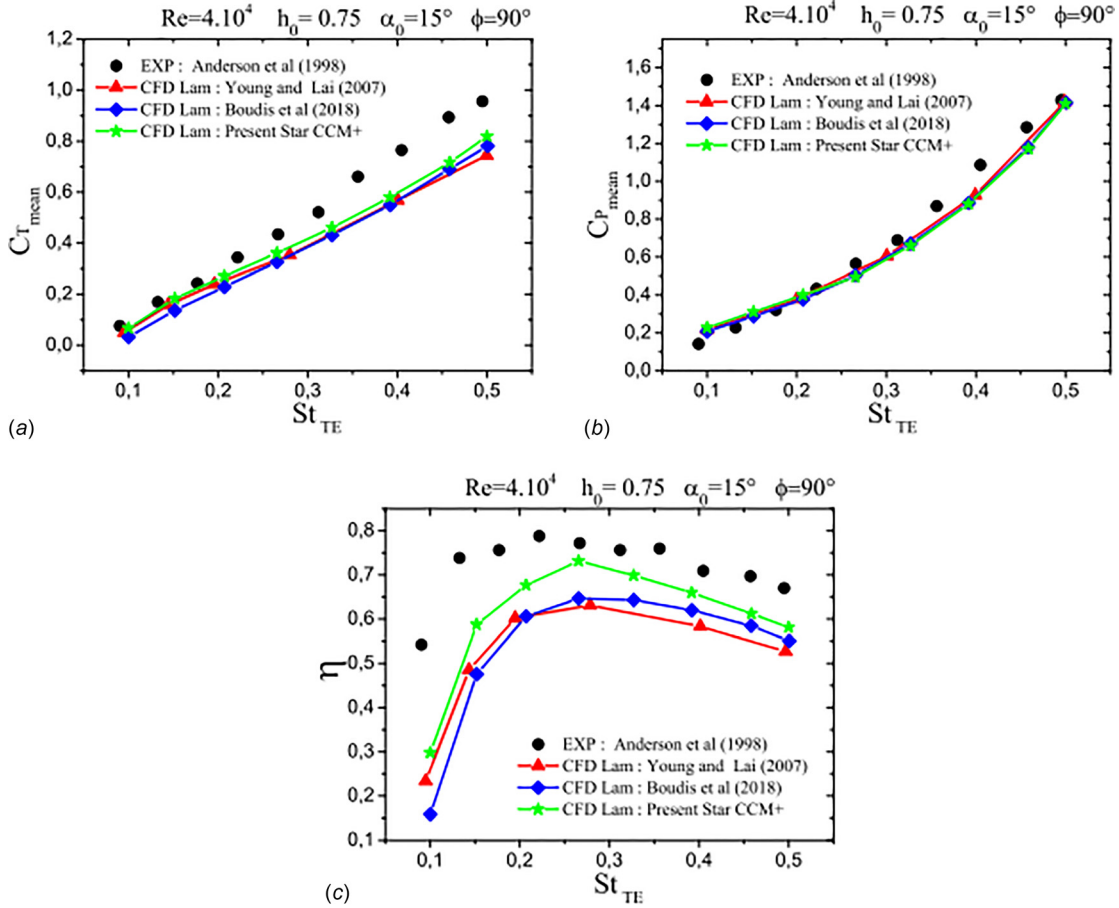 Re=4.10⁴ h₀= 0.75 α₀=15° ϕ=90°
1,2
1,0
0,8
0,6
0,4
0,2
0,0
C_T mean
EXP : Anderson et al (1998)
CFD Lam : Young and Lai (2007)
CFD Lam : Boudis et al (2018)
CFD Lam : Present Star CCM+
0,1 0,2 0,3 0,4 0,5
St_TE
(a)
Re=4.10⁴ h₀= 0.75 α₀=15° ϕ=90°
1,6
1,4
1,2
1,0
0,8
0,6
0,4
0,2
0,0
C_P mean
EXP : Anderson et al (1998)
CFD Lam : Young and Lai (2007)
CFD Lam : Boudis et al (2018)
CFD Lam : Present Star CCM+
0,1 0,2 0,3 0,4 0,5
St_TE
(b)
Re=4.10⁴ h₀= 0.75 α₀=15° ϕ=90°
0,8
0,7
0,6
0,5
0,4
0,3
0,2
0,1
η
EXP : Anderson et al (1998)
CFD Lam : Young and Lai (2007)
CFD Lam : Boudis et al (2018)
CFD Lam : Present Star CCM+
0,1 0,2 0,3 0,4 0,5
St_TE
(c)